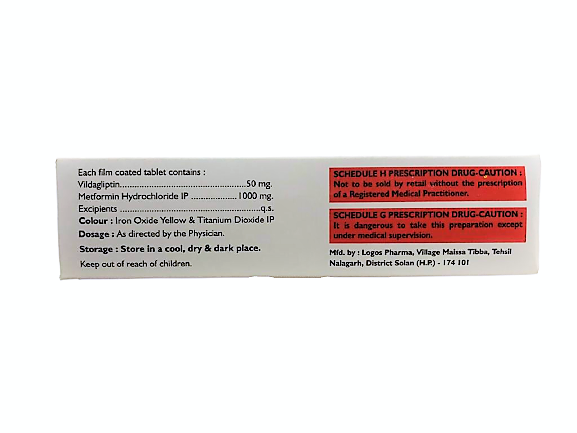 Each film coated tablet contains :
Vildagliptin..............................................50 mg.
Metformin Hydrochloride IP .................1000 mg.
Excipients ....................................................q.s.
Colour : Iron Oxide Yellow & Titanium Dioxide IP
Dosage : As directed by the Physician.
Storage : Store in a cool, dry & dark place.
Keep out of reach of children.
SCHEDULE H PRESCRIPTION DRUG-CAUTION :
Not to be sold by retail without the prescription
of a Registered Medical Practitioner.
SCHEDULE G PRESCRIPTION DRUG-CAUTION :
It is dangerous to take this preparation except
under medical supervision.
Mfd. by : Logos Pharma, Village Maissa Tibba, Tehsil
Nalagarh, District Solan (H.P.) - 174 101